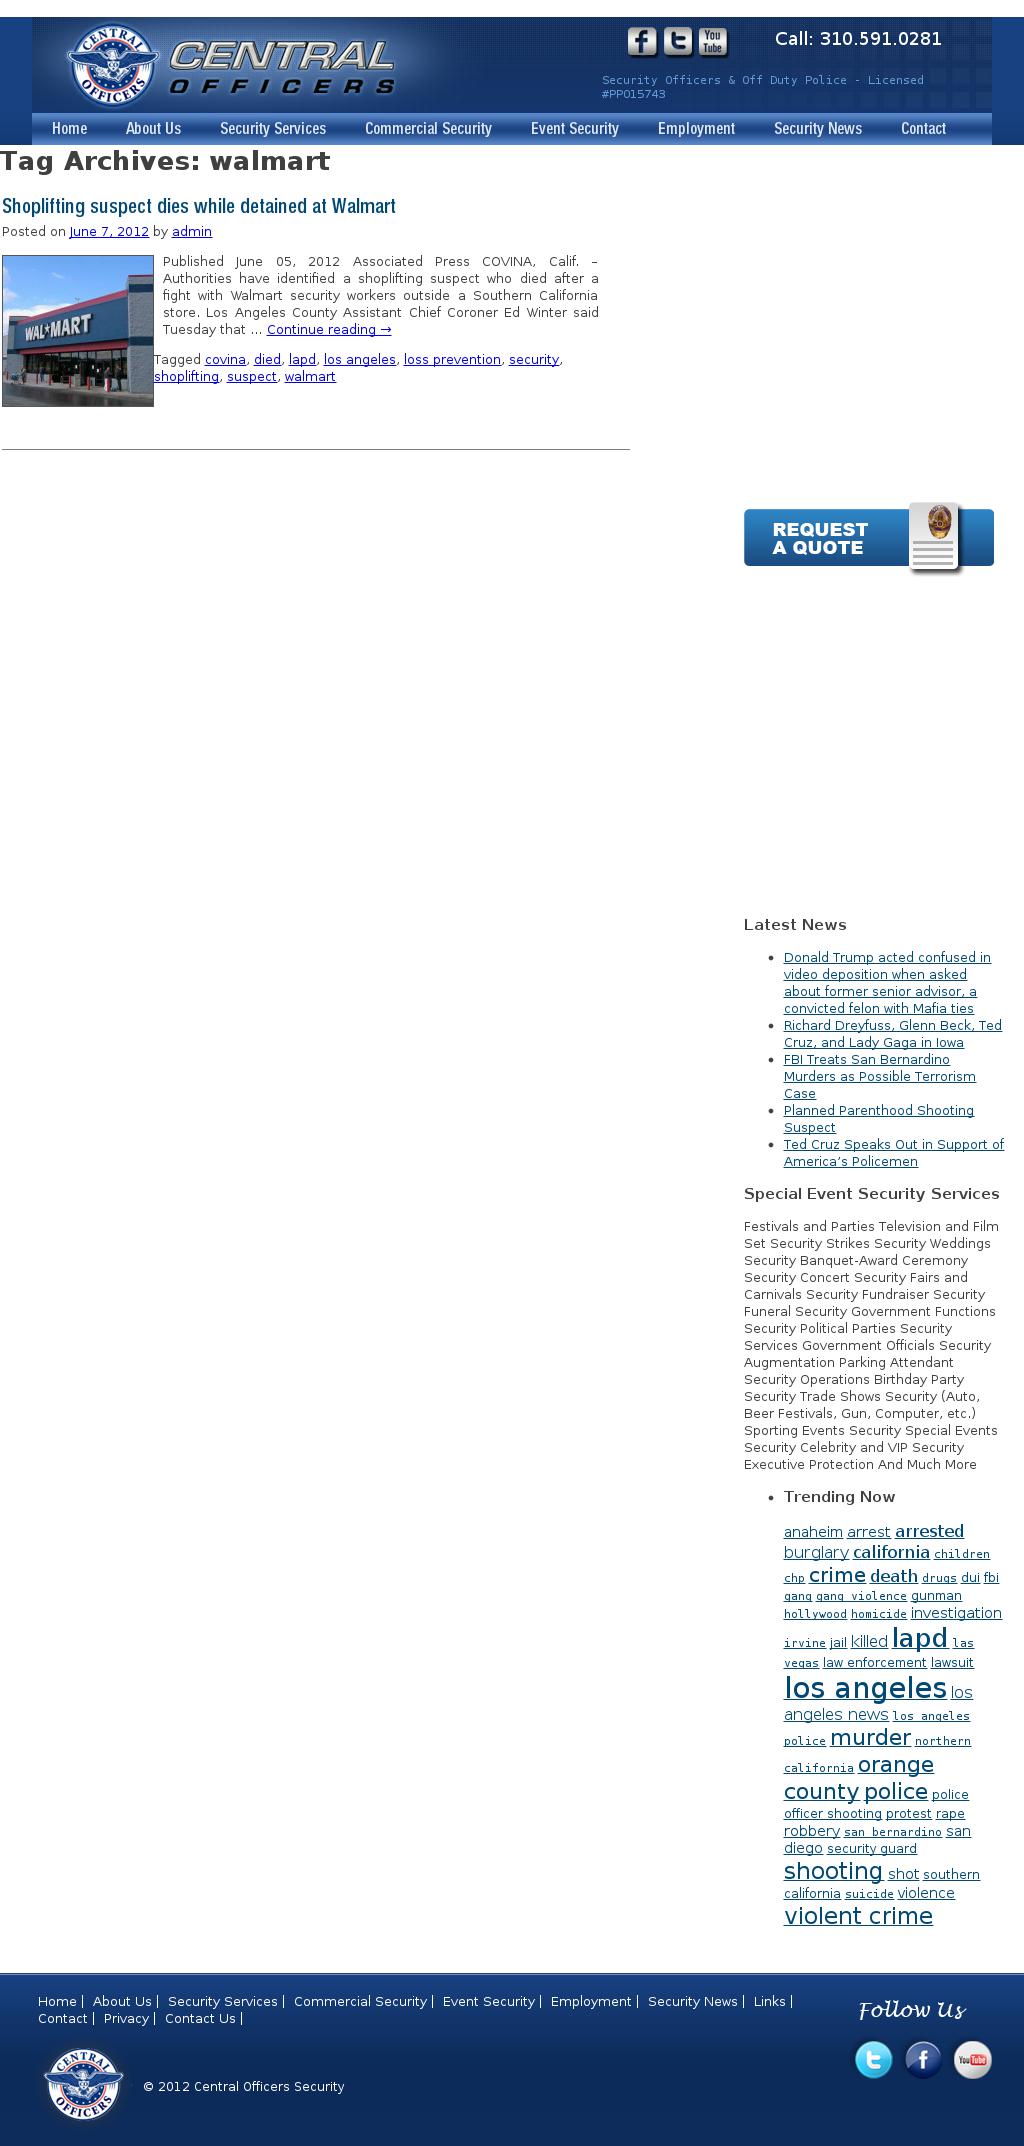 CENTRAL
OFFICERS
CENTRAL
OFFICERS
You
Tube
Call: 310.591.0281
Security Officers & Off Duty Police - Licensed
#PPO15743
Home About Us Security Services Commercial Security Event Security Employment Security News Contact
Tag Archives: walmart
Shoplifting suspect dies while detained at Walmart
Posted on June 7, 2012 by admin
WAL★MART
Published June 05, 2012 Associated Press COVINA, Calif. –
Authorities have identified a shoplifting suspect who died after a
fight with Walmart security workers outside a Southern California
store. Los Angeles County Assistant Chief Coroner Ed Winter said
Tuesday that … Continue reading →
Tagged covina, died, lapd, los angeles, loss prevention, security,
shoplifting, suspect, walmart
REQUEST
A QUOTE
Latest News
• Donald Trump acted confused in
video deposition when asked
about former senior advisor, a
convicted felon with Mafia ties
• Richard Dreyfuss, Glenn Beck, Ted
Cruz, and Lady Gaga in Iowa
• FBI Treats San Bernardino
Murders as Possible Terrorism
Case
• Planned Parenthood Shooting
Suspect
• Ted Cruz Speaks Out in Support of
America’s Policemen
Special Event Security Services
Festivals and Parties Television and Film
Set Security Strikes Security Weddings
Security Banquet-Award Ceremony
Security Concert Security Fairs and
Carnivals Security Fundraiser Security
Funeral Security Government Functions
Security Political Parties Security
Services Government Officials Security
Augmentation Parking Attendant
Security Operations Birthday Party
Security Trade Shows Security (Auto,
Beer Festivals, Gun, Computer, etc.)
Sporting Events Security Special Events
Security Celebrity and VIP Security
Executive Protection And Much More
• Trending Now
anaheim arrest arrested
burglary california children
chp crime death drugs dui fbi
gang gang violence gunman
hollywood homicide investigation
irvine jail killed lapd las
vegas law enforcement lawsuit
los angeles los
angeles news los angeles
police murder northern
california orange
county police police
officer shooting protest rape
robbery san bernardino san
diego security guard
shooting shot southern
california suicide violence
violent crime
Home | About Us | Security Services | Commercial Security | Event Security | Employment | Security News | Links |
Contact | Privacy | Contact Us |
Follow Us
You Tube
CENTRAL
OFFICERS
© 2012 Central Officers Security